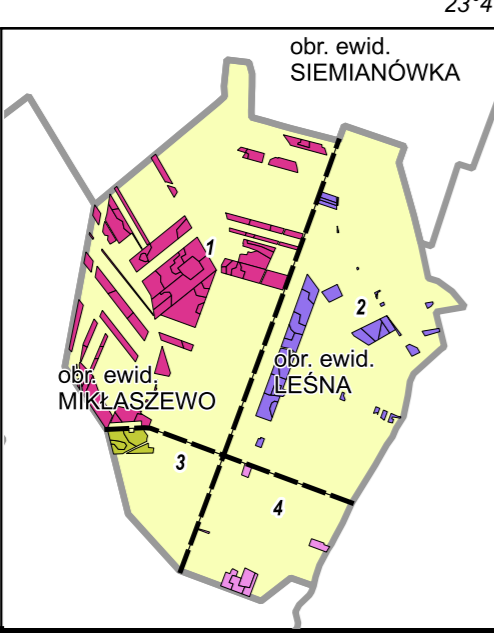 23°4
obr. ewid.
SIEMIANÓWKA
1
2
obr. ewid.
LEŚNA
obr. ewid.
MIKŁASZEWO
3
4